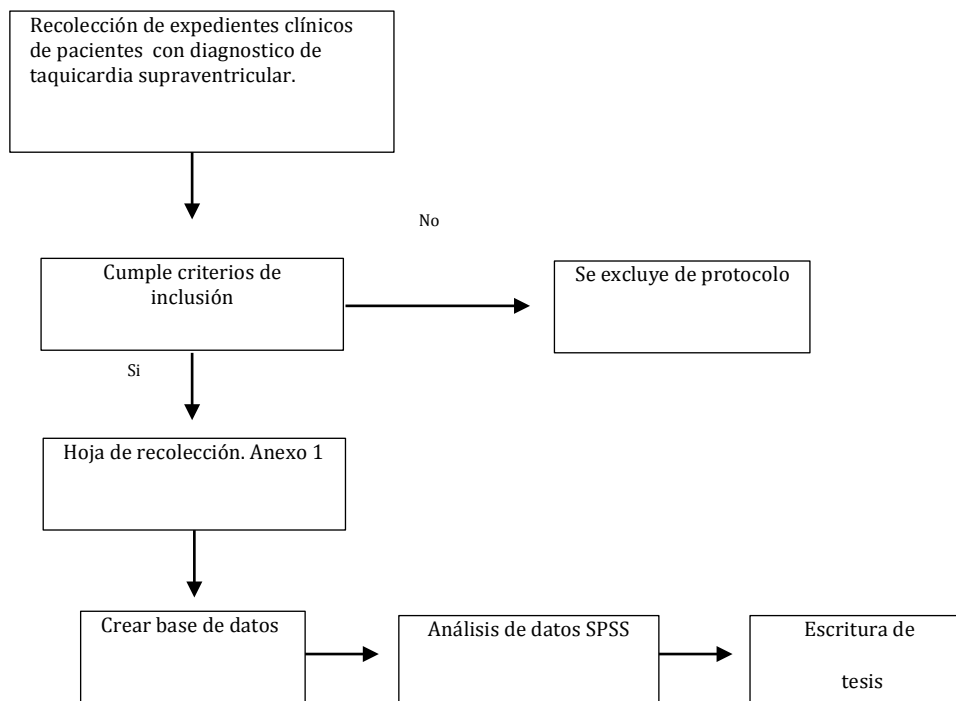 Recolección de expedientes clínicos
de pacientes con diagnostico de
taquicardia supraventricular.
No
Cumple criterios de
inclusión
Se excluye de protocolo
Si
Hoja de recolección. Anexo 1
Crear base de datos
Análisis de datos SPSS
Escritura de
tesis